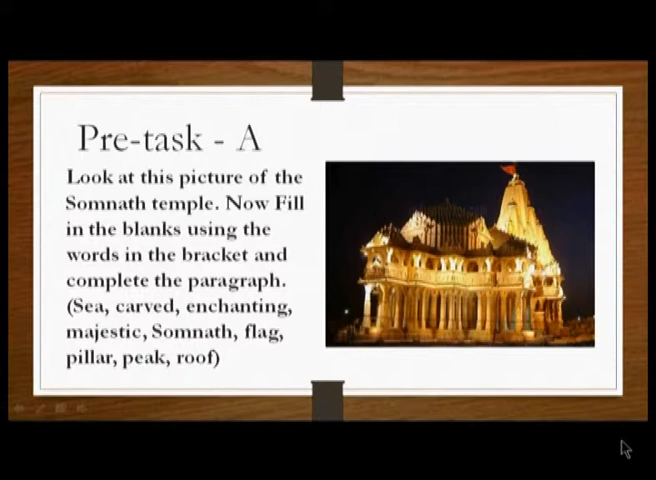 Pre-task - A
Look at this picture of the
Somnath temple. Now Fill
in the blanks using the
words in the bracket and
complete the paragraph.
(Sea, carved, enchanting,
majestic, Somnath, flag,
pillar, peak, roof)